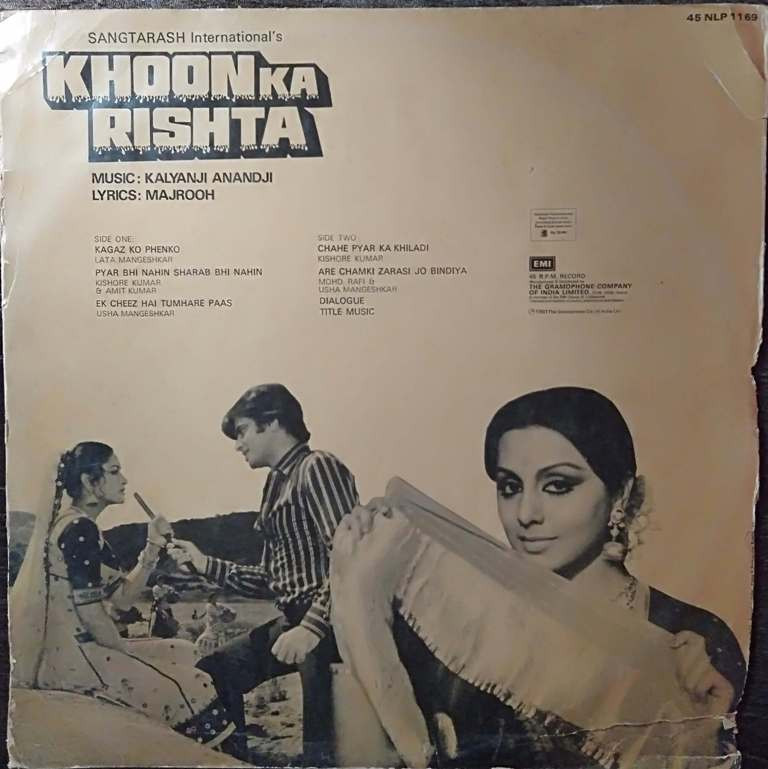 45 NLP 1169
SANGTARASH International's
KHOON KA
RISHTA
MUSIC: KALYANJI ANANDJI
LYRICS: MAJROOH
SIDE ONE:
KAGAZ KO PHENKO
LATA MANGESHKAR
PYAR BHI NAHIN SHARAB BHI NAHIN
KISHORE KUMAR
& AMIT KUMAR
EK CHEEZ HAI TUMHARE PAAS
USHA MANGESHKAR
SIDE TWO
CHAHE PYAR KA KHILADI
KISHORE KUMAR
ARE CHAMKI ZARASI JO BINDIYA
MOHD. RAFI &
USHA MANGESHKAR
DIALOGUE
TITLE MUSIC
EMI
45 R.P.M. RECORD
THE GRAMOPHONE COMPANY
OF INDIA LIMITED